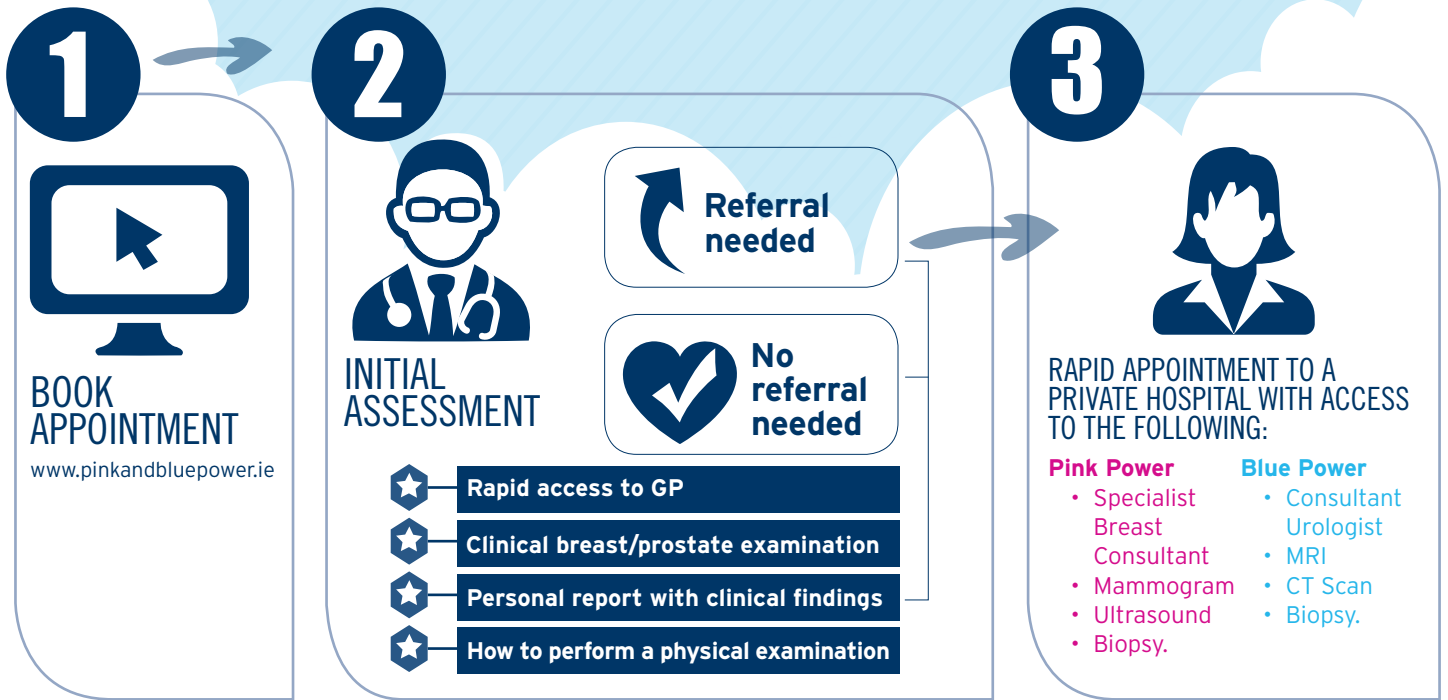 1
BOOK
APPOINTMENT
www.pinkandbluepower.ie
2
INITIAL
ASSESSMENT
Referral
needed
No
referral
needed
Rapid access to GP
Clinical breast/prostate examination
Personal report with clinical findings
How to perform a physical examination
3
RAPID APPOINTMENT TO A
PRIVATE HOSPITAL WITH ACCESS
TO THE FOLLOWING:
Pink Power
• Specialist
Breast
Consultant
• Mammogram
• Ultrasound
• Biopsy.
Blue Power
• Consultant
Urologist
• MRI
• CT Scan
• Biopsy.